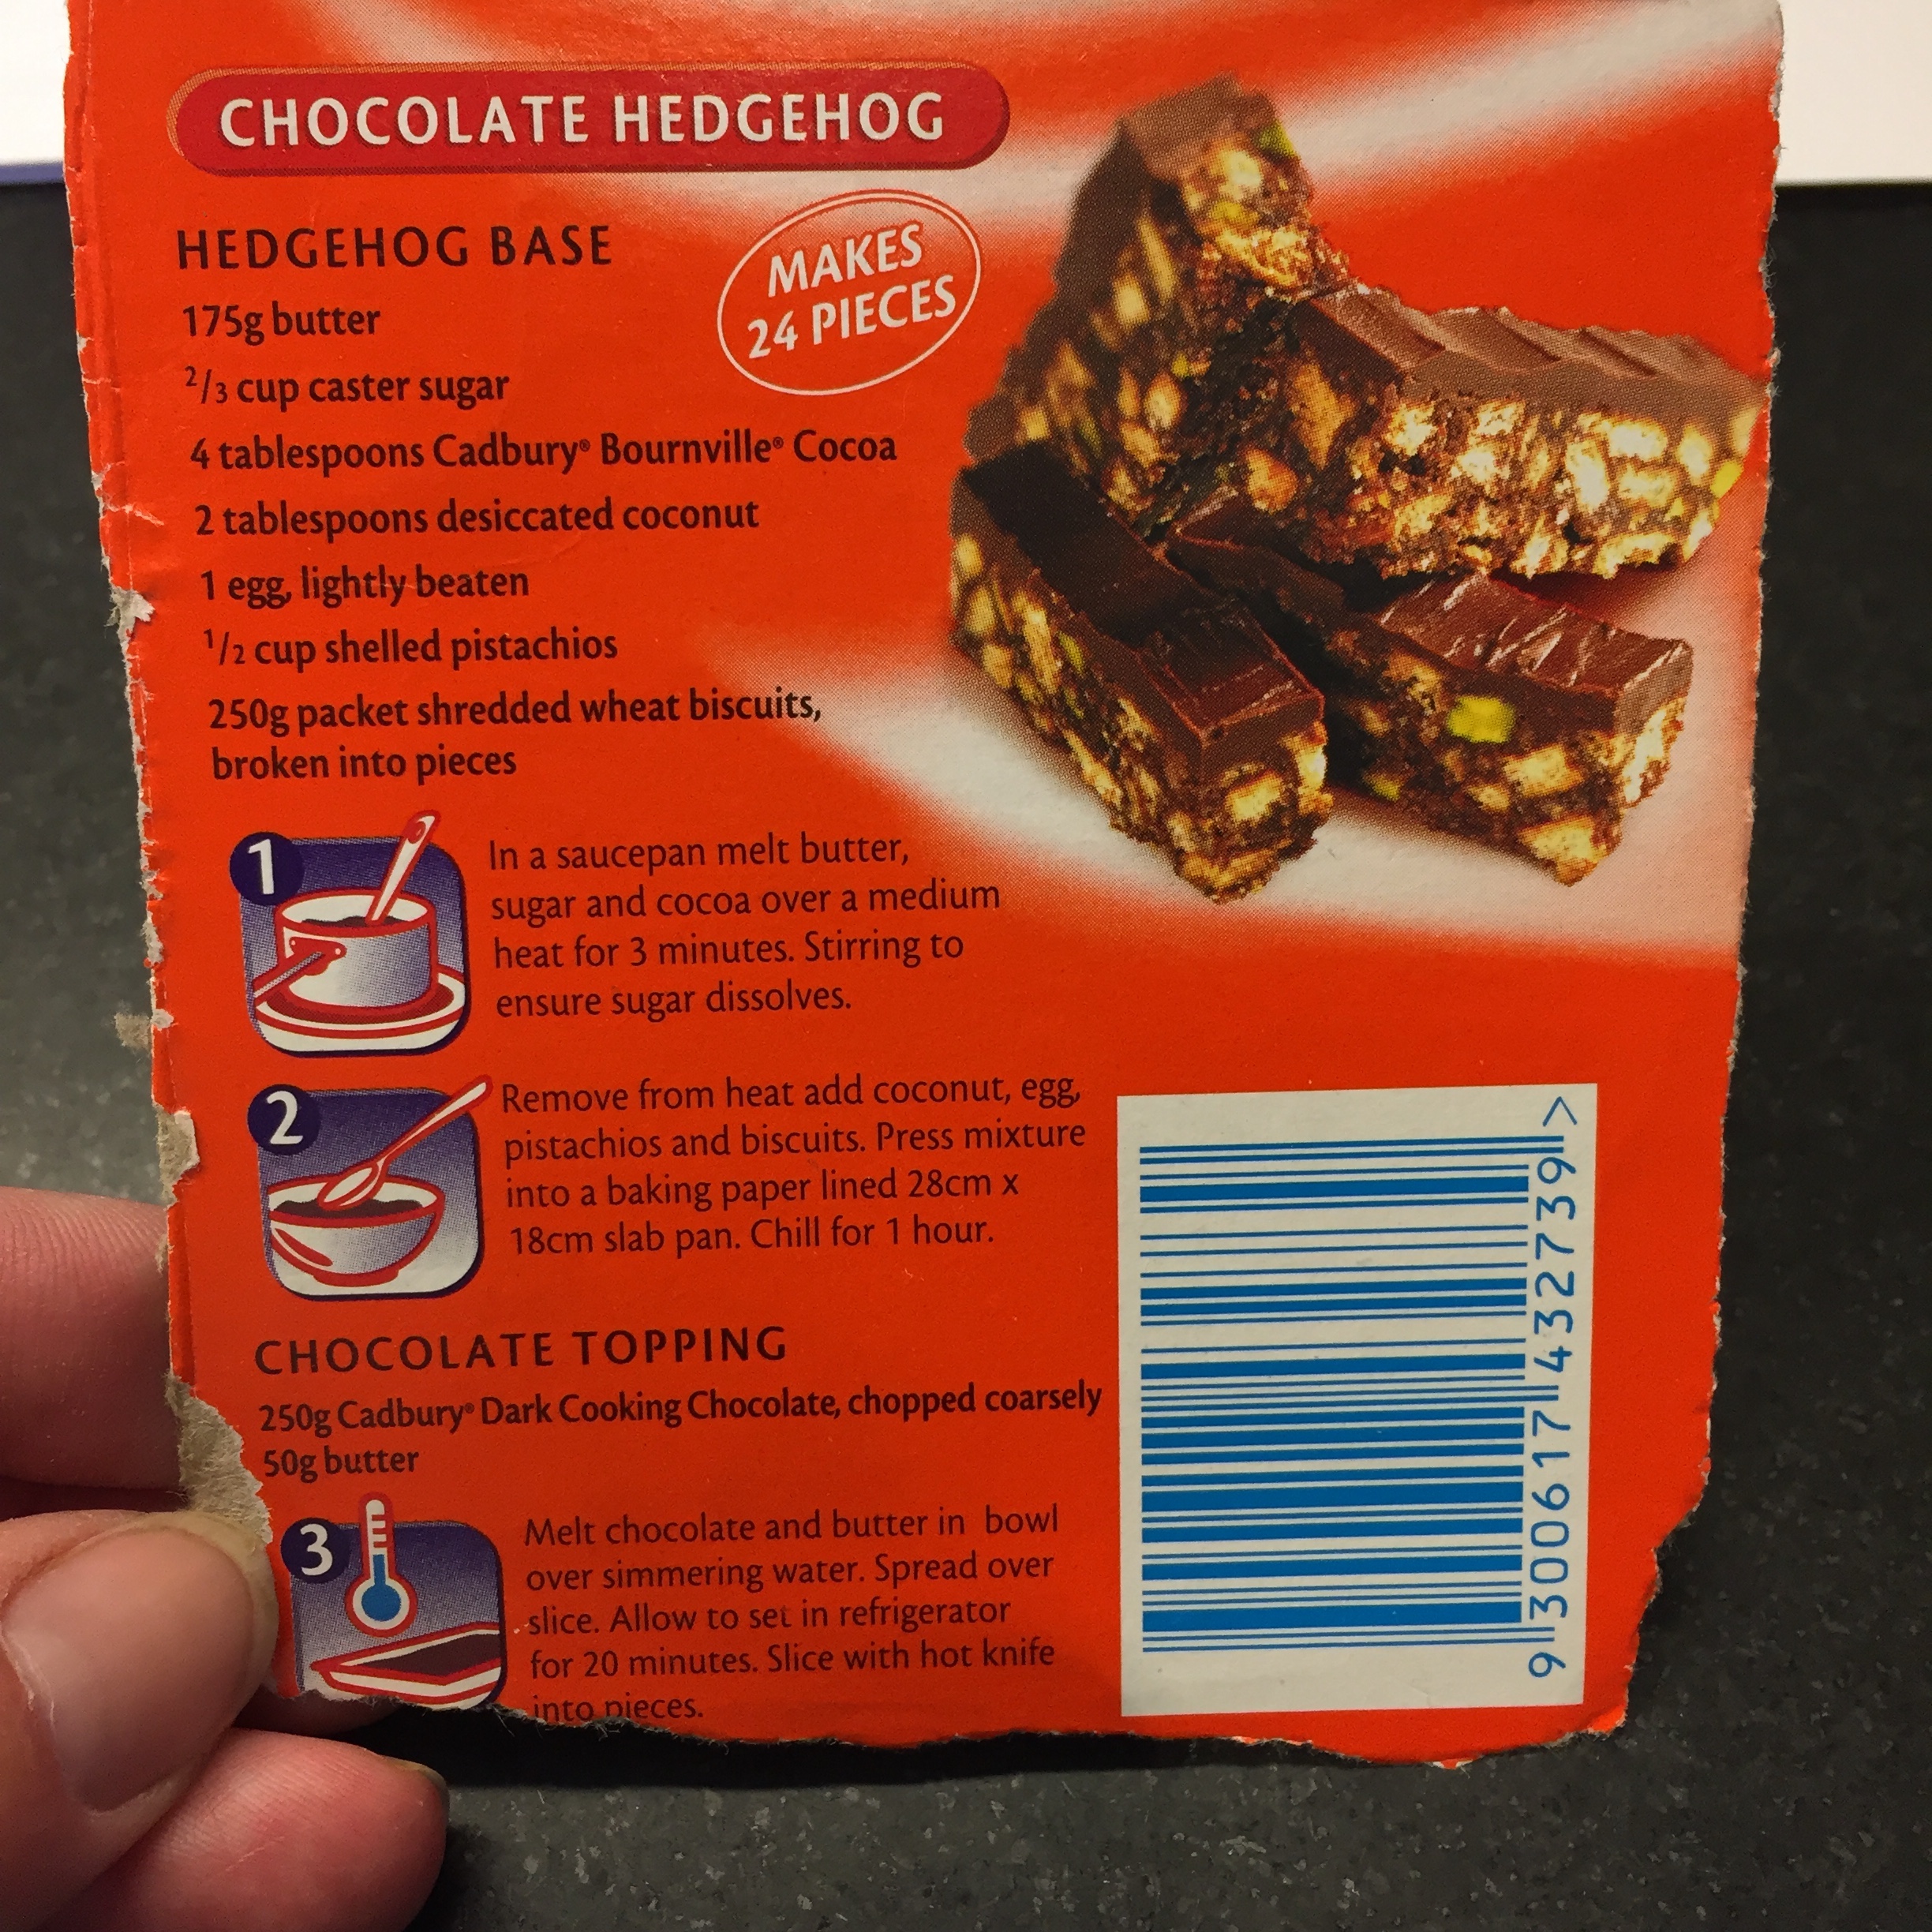 CHOCOLATE HEDGEHOG
HEDGEHOG BASE
MAKES
24 PIECES
175g butter
2/3 cup caster sugar
4 tablespoons Cadbury® Bournville® Cocoa
2 tablespoons desiccated coconut
1 egg, lightly beaten
1/2 cup shelled pistachios
250g packet shredded wheat biscuits,
broken into pieces
1
In a saucepan melt butter,
sugar and cocoa over a medium
heat for 3 minutes. Stirring to
ensure sugar dissolves.
2
Remove from heat add coconut, egg,
pistachios and biscuits. Press mixture
into a baking paper lined 28cm x
18cm slab pan. Chill for 1 hour.
CHOCOLATE TOPPING
250g Cadbury® Dark Cooking Chocolate, chopped coarsely
50g butter
3
Melt chocolate and butter in bowl
over simmering water. Spread over
slice. Allow to set in refrigerator
for 20 minutes. Slice with hot knife
into pieces.
9 300617 432739 >